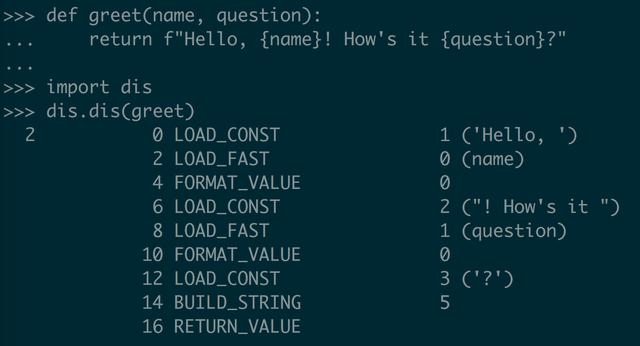 >>> def greet(name, question):
...     return f"Hello, {name}! How's it {question}?"
...
>>> import dis
>>> dis.dis(greet)
  2           0 LOAD_CONST               1 ('Hello, ')
              2 LOAD_FAST                0 (name)
              4 FORMAT_VALUE             0
              6 LOAD_CONST               2 ("! How's it ")
              8 LOAD_FAST                1 (question)
             10 FORMAT_VALUE             0
             12 LOAD_CONST               3 ('?')
             14 BUILD_STRING             5
             16 RETURN_VALUE